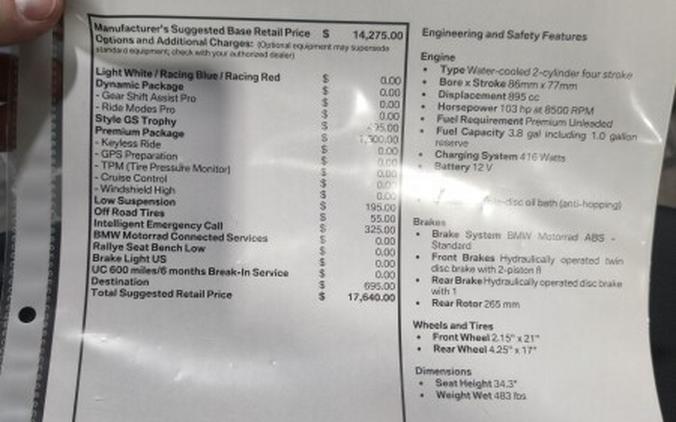 Manufacturer's Suggested Base Retail Price $ 14,275.00
Options and Additional Charges: (Optional equipment may supersede
standard equipment; check with your authorized dealer)
Light White / Racing Blue / Racing Red $ 0.00
Dynamic Package $ 0.00
- Gear Shift Assist Pro $ 0.00
- Ride Modes Pro $ 0.00
Style GS Trophy $
Premium Package $
- Keyless Ride $ 0.00
- GPS Preparation $ 0.00
- TPM (Tire Pressure Monitor) $ 0.00
- Cruise Control $ 0.00
- Windshield High $ 0.00
Low Suspension $ 195.00
Off Road Tires $ 55.00
Intelligent Emergency Call $ 325.00
BMW Motorrad Connected Services $ 0.00
Rallye Seat Bench Low $ 0.00
Brake Light US $ 0.00
UC 600 miles/6 months Break-In Service $ 0.00
Destination $ 695.00
Total Suggested Retail Price $ 17,640.00
Engineering and Safety Features
Engine
• Type Water-cooled 2-cylinder four stroke
• Bore x Stroke 86mm x 77mm
• Displacement 895 cc
• Horsepower 103 hp at 8500 RPM
• Fuel Requirement Premium Unleaded
• Fuel Capacity 3.8 gal including 1.0 gallon
reserve
• Charging System 416 Watts
• Battery 12 V
oil bath (anti-hopping)
Brakes
• Brake System BMW Motorrad ABS -
Standard
• Front Brakes Hydraulically operated twin
disc brake with 2-piston fl
• Rear Brake Hydraulically operated disc brake
with 1
• Rear Rotor 265 mm
Wheels and Tires
• Front Wheel 2.15" x 21"
• Rear Wheel 4.25" x 17"
Dimensions
• Seat Height 34.3"
• Weight Wet 483 lbs